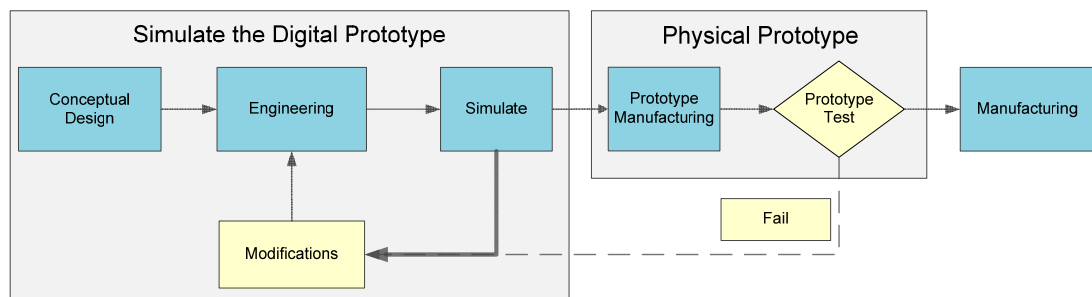 Simulate the Digital Prototype
Physical Prototype
Conceptual
Design
Engineering
Simulate
Prototype
Manufacturing
Prototype
Test
Manufacturing
Modifications
Fail